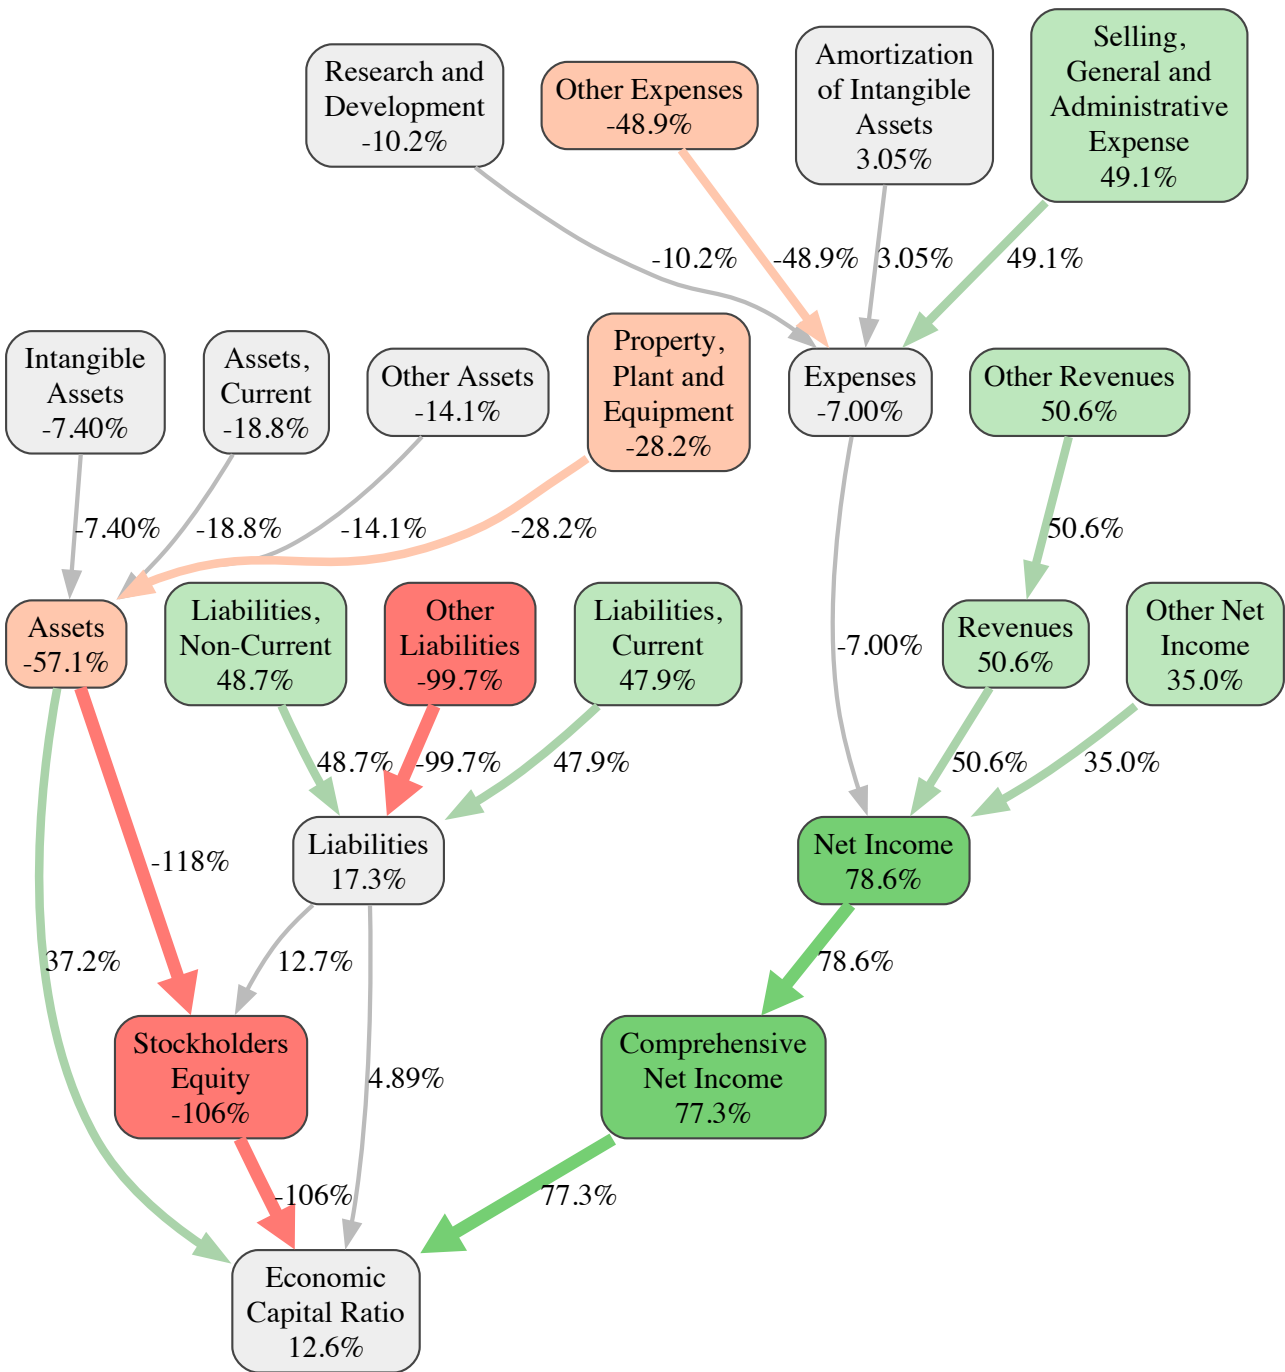 Research and
Development
-10.2%
Other Expenses
-48.9%
Amortization
of Intangible
Assets
3.05%
Selling,
General and
Administrative
Expense
49.1%
-10.2%
-48.9%
3.05%
49.1%
Intangible
Assets
-7.40%
Assets,
Current
-18.8%
Other Assets
-14.1%
Property,
Plant and
Equipment
-28.2%
Expenses
-7.00%
Other Revenues
50.6%
-7.40%
-18.8%
-14.1%
-28.2%
50.6%
Assets
-57.1%
Liabilities,
Non-Current
48.7%
Other
Liabilities
-99.7%
Liabilities,
Current
47.9%
-7.00%
Revenues
50.6%
Other Net
Income
35.0%
48.7%
-99.7%
47.9%
50.6%
35.0%
-118%
Liabilities
17.3%
Net Income
78.6%
37.2%
12.7%
78.6%
Stockholders
Equity
-106%
4.89%
Comprehensive
Net Income
77.3%
-106%
77.3%
Economic
Capital Ratio
12.6%